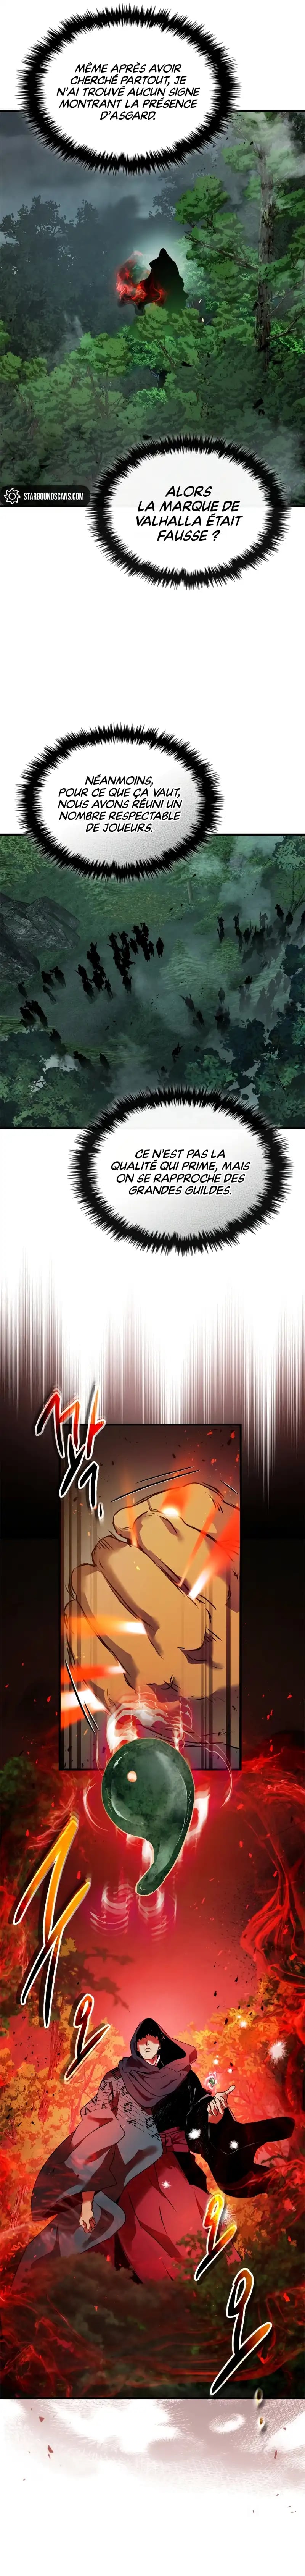 MÊME APRÈS AVOIR
CHERCHÉ PARTOUT, JE
N'AI TROUVÉ AUCUN SIGNE
MONTRANT LA PRÉSENCE
D'ASGARD.
STARBOUNDSCANS.COM
ALORS
LA MARQUE DE
VALHALLA ÉTAIT
FAUSSE ?
NÉANMOINS,
POUR CE QUE ÇA VAUT,
NOUS AVONS RÉUNI UN
NOMBRE RESPECTABLE
DE JOUEURS.
CE N'EST PAS LA
QUALITÉ QUI PRIME, MAIS
ON SE RAPPROCHE DES
GRANDES GUILDES.